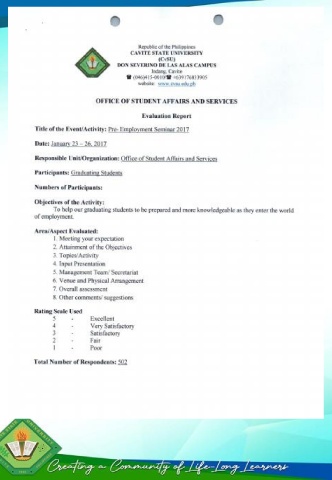 Republic of the Philippines
CAVITE STATE UNIVERSITY
(CvSU)
DON SEVERINO DE LAS ALAS CAMPUS
Indang, Cavite
website: www.cvsu.edu.ph
OFFICE OF STUDENT AFFAIRS AND SERVICES
Evaluation Report
Title of the Event/Activity: Pre- Employment Seminar 2017
Date: January 23 – 26, 2017
Responsible Unit/Organization: Office of Student Affairs and Services
Participants: Graduating Students
Numbers of Participants:
Objectives of the Activity:
To help our graduating students to be prepared and more knowledgeable as they enter the world
of employment.
Area/Aspect Evaluated:
1. Meeting your expectation
2. Attainment of the Objectives
3. Topics/Activity
4. Input Presentation
5. Management Team/ Secretariat
6. Venue and Physical Arrangement
7. Overall assessment
8. Other comments/ suggestions
Rating Scale Used
5 - Excellent
4 - Very Satisfactory
3 - Satisfactory
2 - Fair
1 - Poor
Total Number of Respondents: 502
Creating a Community of Life-Long Learners